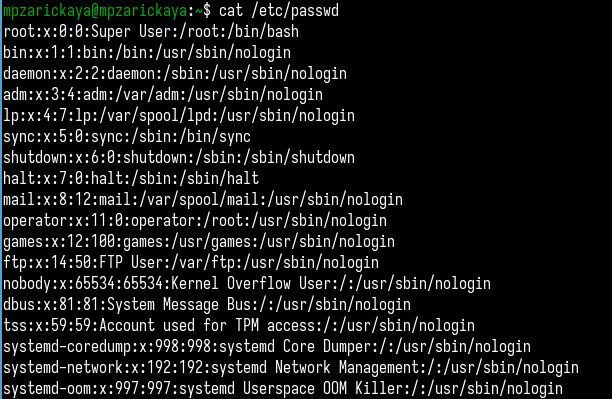 mpzarickaya@mpzarickaya:~$ cat /etc/passwd
root:x:0:0:Super User:/root:/bin/bash
bin:x:1:1:bin:/bin:/usr/sbin/nologin
daemon:x:2:2:daemon:/sbin:/usr/sbin/nologin
adm:x:3:4:adm:/var/adm:/usr/sbin/nologin
lp:x:4:7:lp:/var/spool/lpd:/usr/sbin/nologin
sync:x:5:0:sync:/sbin:/bin/sync
shutdown:x:6:0:shutdown:/sbin:/sbin/shutdown
halt:x:7:0:halt:/sbin:/sbin/halt
mail:x:8:12:mail:/var/spool/mail:/usr/sbin/nologin
operator:x:11:0:operator:/root:/usr/sbin/nologin
games:x:12:100:games:/usr/games:/usr/sbin/nologin
ftp:x:14:50:FTP User:/var/ftp:/usr/sbin/nologin
nobody:x:65534:65534:Kernel Overflow User:/:/usr/sbin/nologin
dbus:x:81:81:System Message Bus:/:/usr/sbin/nologin
tss:x:59:59:Account used for TPM access:/:/usr/sbin/nologin
systemd-coredump:x:998:998:systemd Core Dumper:/:/usr/sbin/nologin
systemd-network:x:192:192:systemd Network Management:/:/usr/sbin/nologin
systemd-oom:x:997:997:systemd Userspace OOM Killer:/:/usr/sbin/nologin